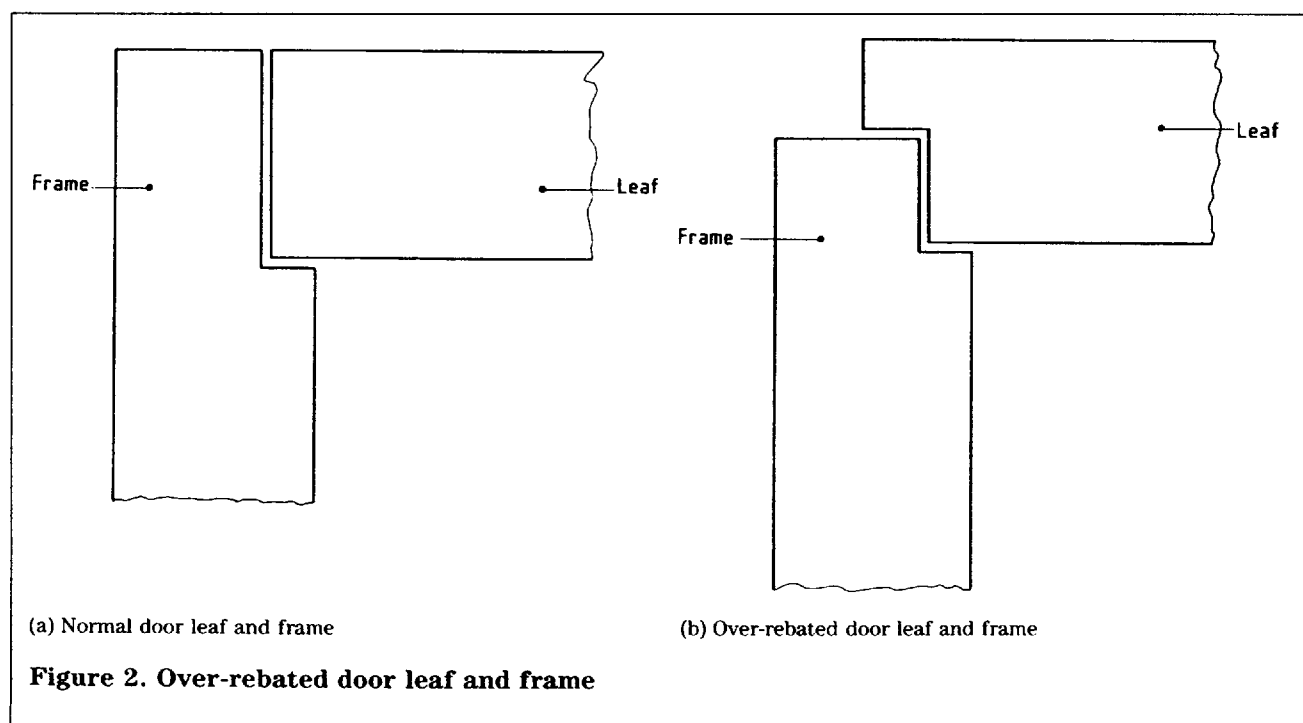 Frame
Leaf
Leaf
Frame
(a) Normal door leaf and frame
(b) Over-rebated door leaf and frame
Figure 2. Over-rebated door leaf and frame